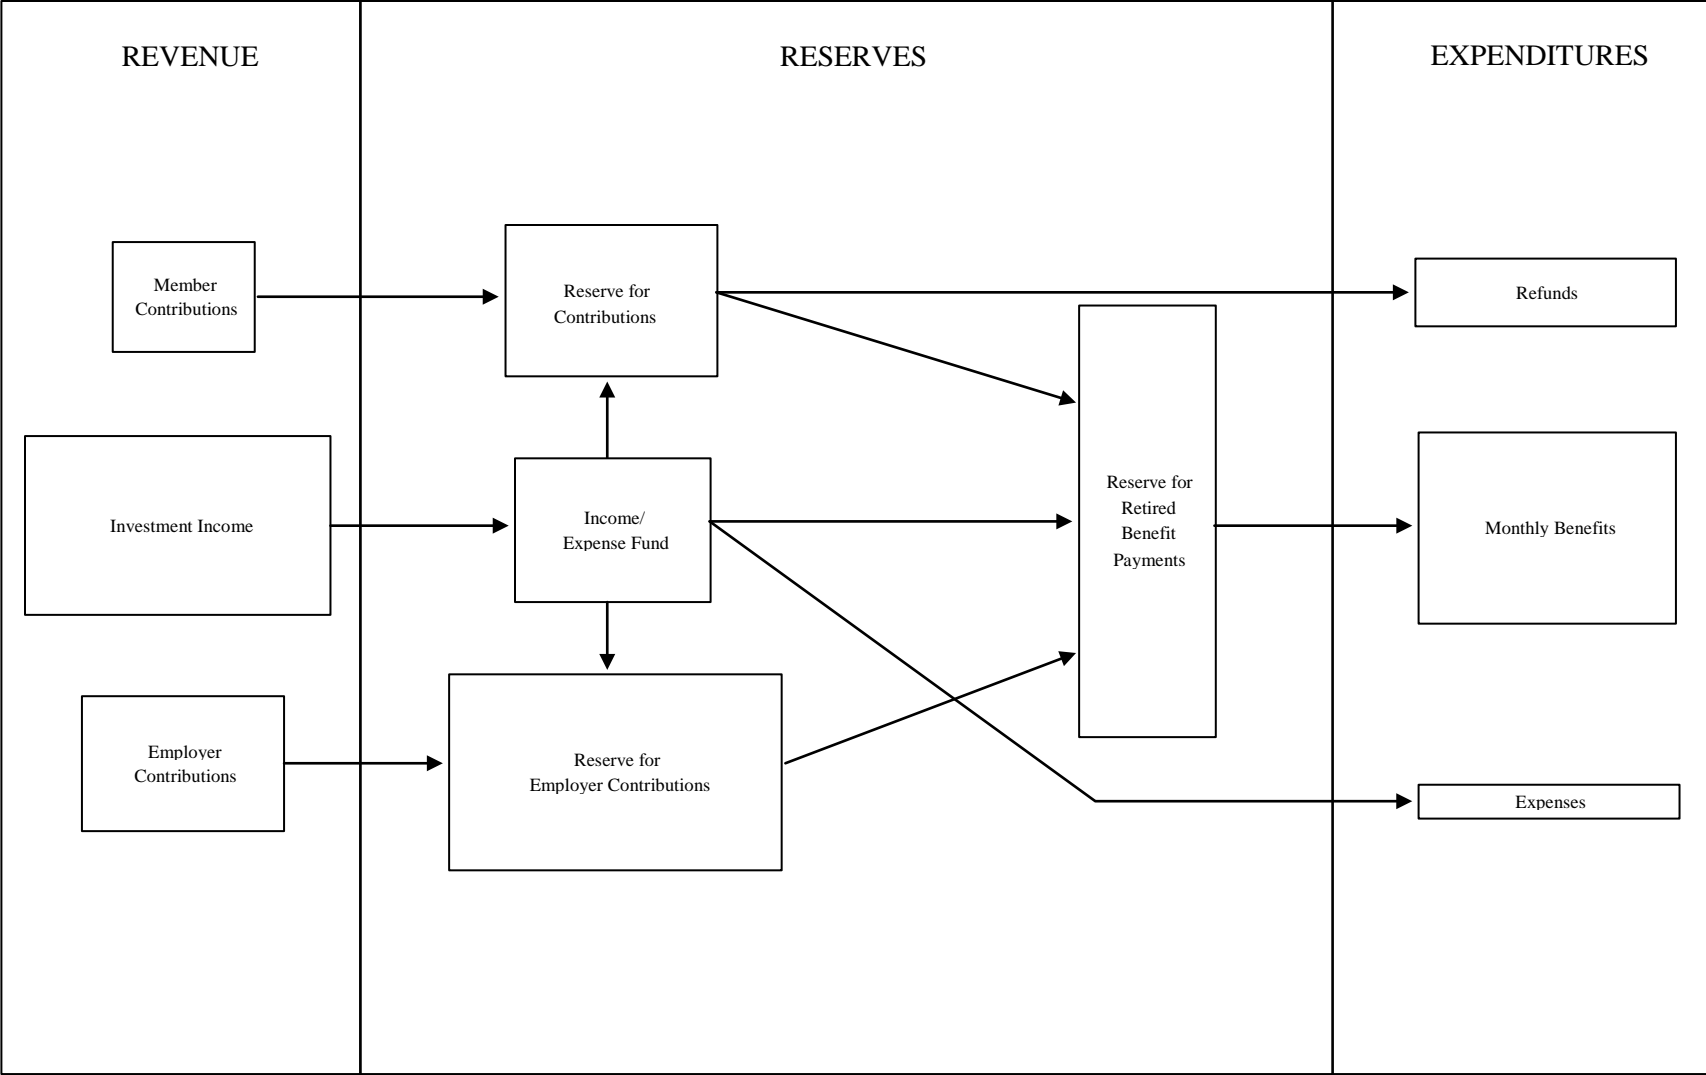 REVENUE
RESERVES
EXPENDITURES
Member
Contributions
Reserve for
Contributions
Refunds
Investment Income
Income/
Expense Fund
Reserve for
Retired
Benefit
Payments
Monthly Benefits
Employer
Contributions
Reserve for
Employer Contributions
Expenses